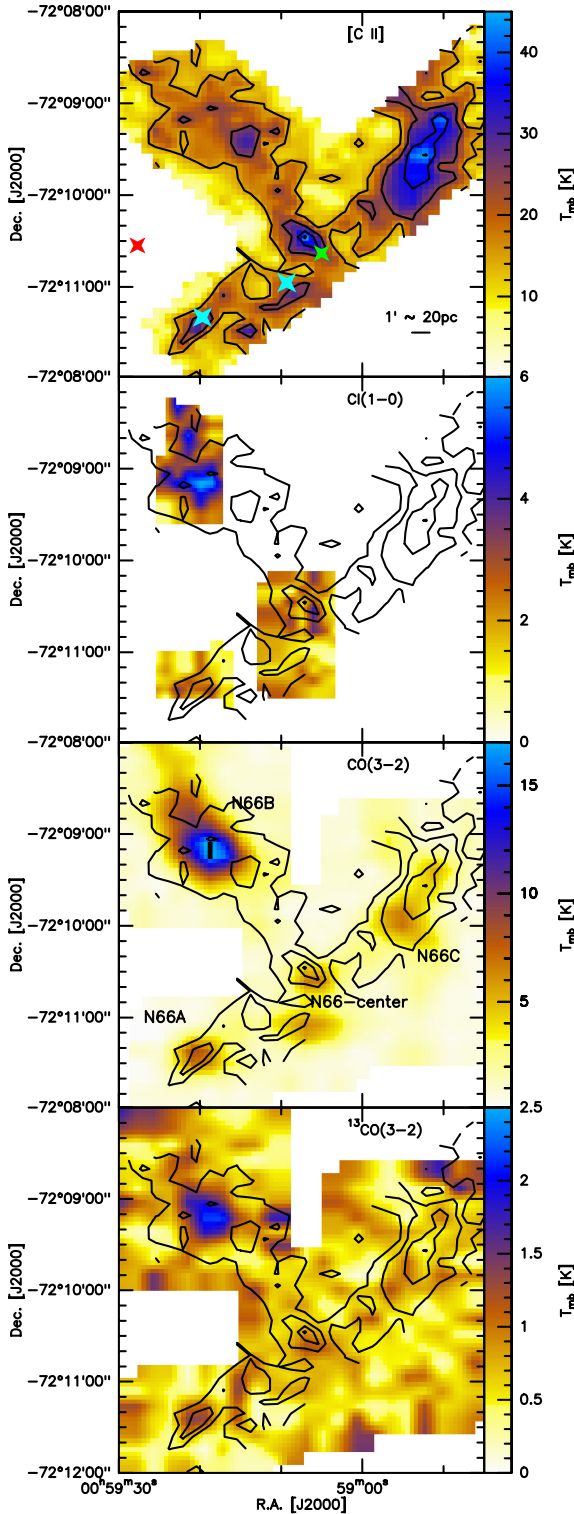 [C II]
−72°08′00″
−72°09′00″
−72°10′00″
−72°11′00″
−72°08′00″
Dec. [J2000]
1′ ~ 20pc
40
30
20
10
6
T_mb [K]
CI(1−0)
−72°09′00″
−72°10′00″
−72°11′00″
−72°08′00″
Dec. [J2000]
4
2
0
T_mb [K]
CO(3−2)
N66B
N66C
N66−center
N66A
−72°09′00″
−72°10′00″
−72°11′00″
−72°08′00″
Dec. [J2000]
15
10
5
2.5
T_mb [K]
¹³CO(3−2)
−72°09′00″
−72°10′00″
−72°11′00″
−72°12′00″
Dec. [J2000]
2
1.5
1
0.5
0
T_mb [K]
00ʰ59ᵐ30ˢ
59ᵐ00ˢ
R.A. [J2000]